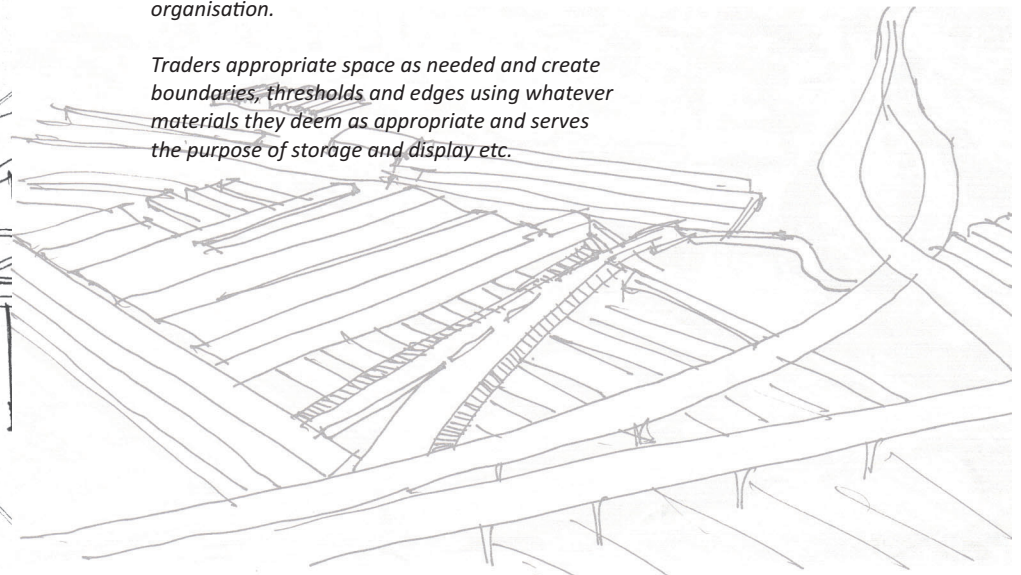 organisation.
Traders appropriate space as needed and create
boundaries, thresholds and edges using whatever
materials they deem as appropriate and serves
the purpose of storage and display etc.